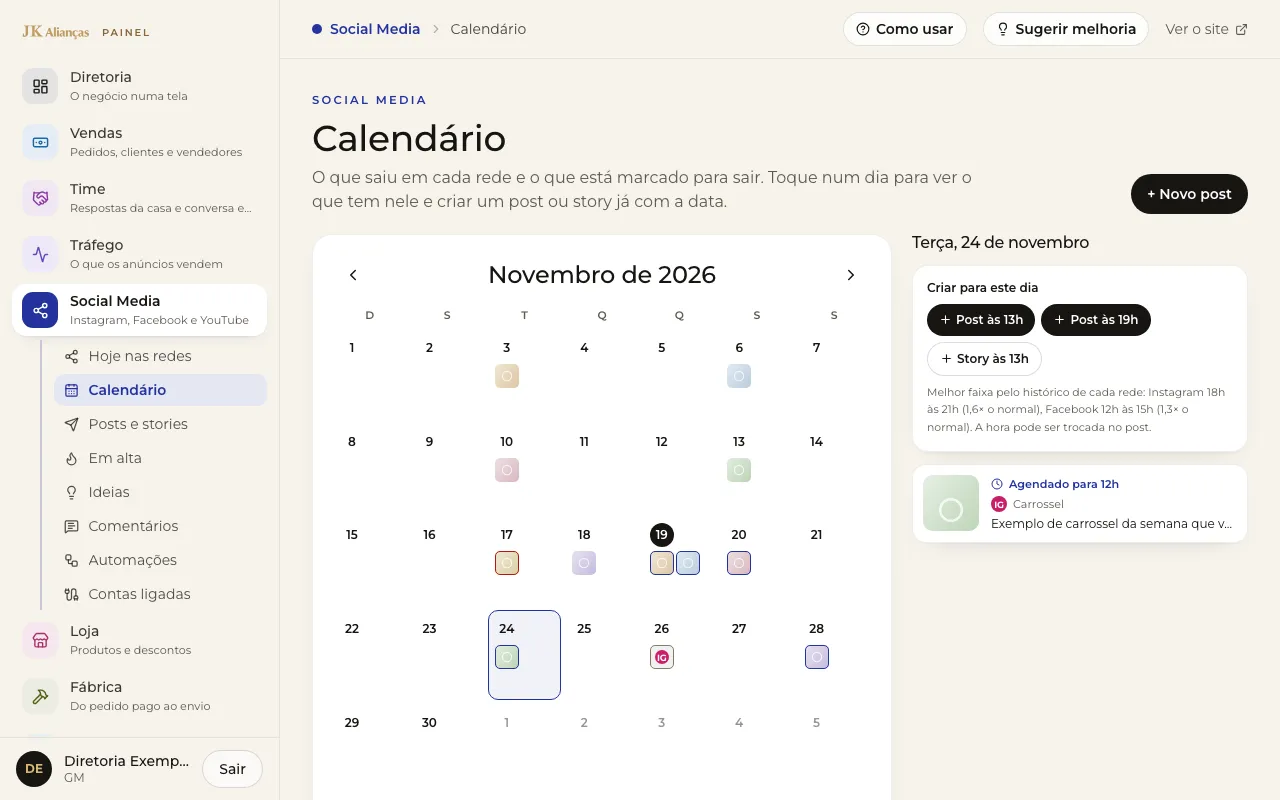 JK Alianças PAINEL
Diretoria
O negócio numa tela
Vendas
Pedidos, clientes e vendedores
Time
Respostas da casa e conversa e...
Tráfego
O que os anúncios vendem
Social Media
Instagram, Facebook e YouTube
Hoje nas redes
Calendário
Posts e stories
Em alta
Ideias
Comentários
Automações
Contas ligadas
Loja
Produtos e descontos
Fábrica
Do pedido pago ao envio
DE
Diretoria Exemp...
GM
Sair
Social Media > Calendário
Como usar
Sugerir melhoria
Ver o site
SOCIAL MEDIA
Calendário
O que saiu em cada rede e o que está marcado para sair. Toque num dia para ver o
que tem nele e criar um post ou story já com a data.
+ Novo post
Novembro de 2026
D S T Q Q S S
1 2 3 4 5 6 7
8 9 10 11 12 13 14
15 16 17 18 19 20 21
22 23 24 25 26 27 28
IG
29 30 1 2 3 4 5
Terça, 24 de novembro
Criar para este dia
+ Post às 13h
+ Post às 19h
+ Story às 13h
Melhor faixa pelo histórico de cada rede: Instagram 18h
às 21h (1,6× o normal), Facebook 12h às 15h (1,3× o
normal). A hora pode ser trocada no post.
Agendado para 12h
IG Carrossel
Exemplo de carrossel da semana que v...